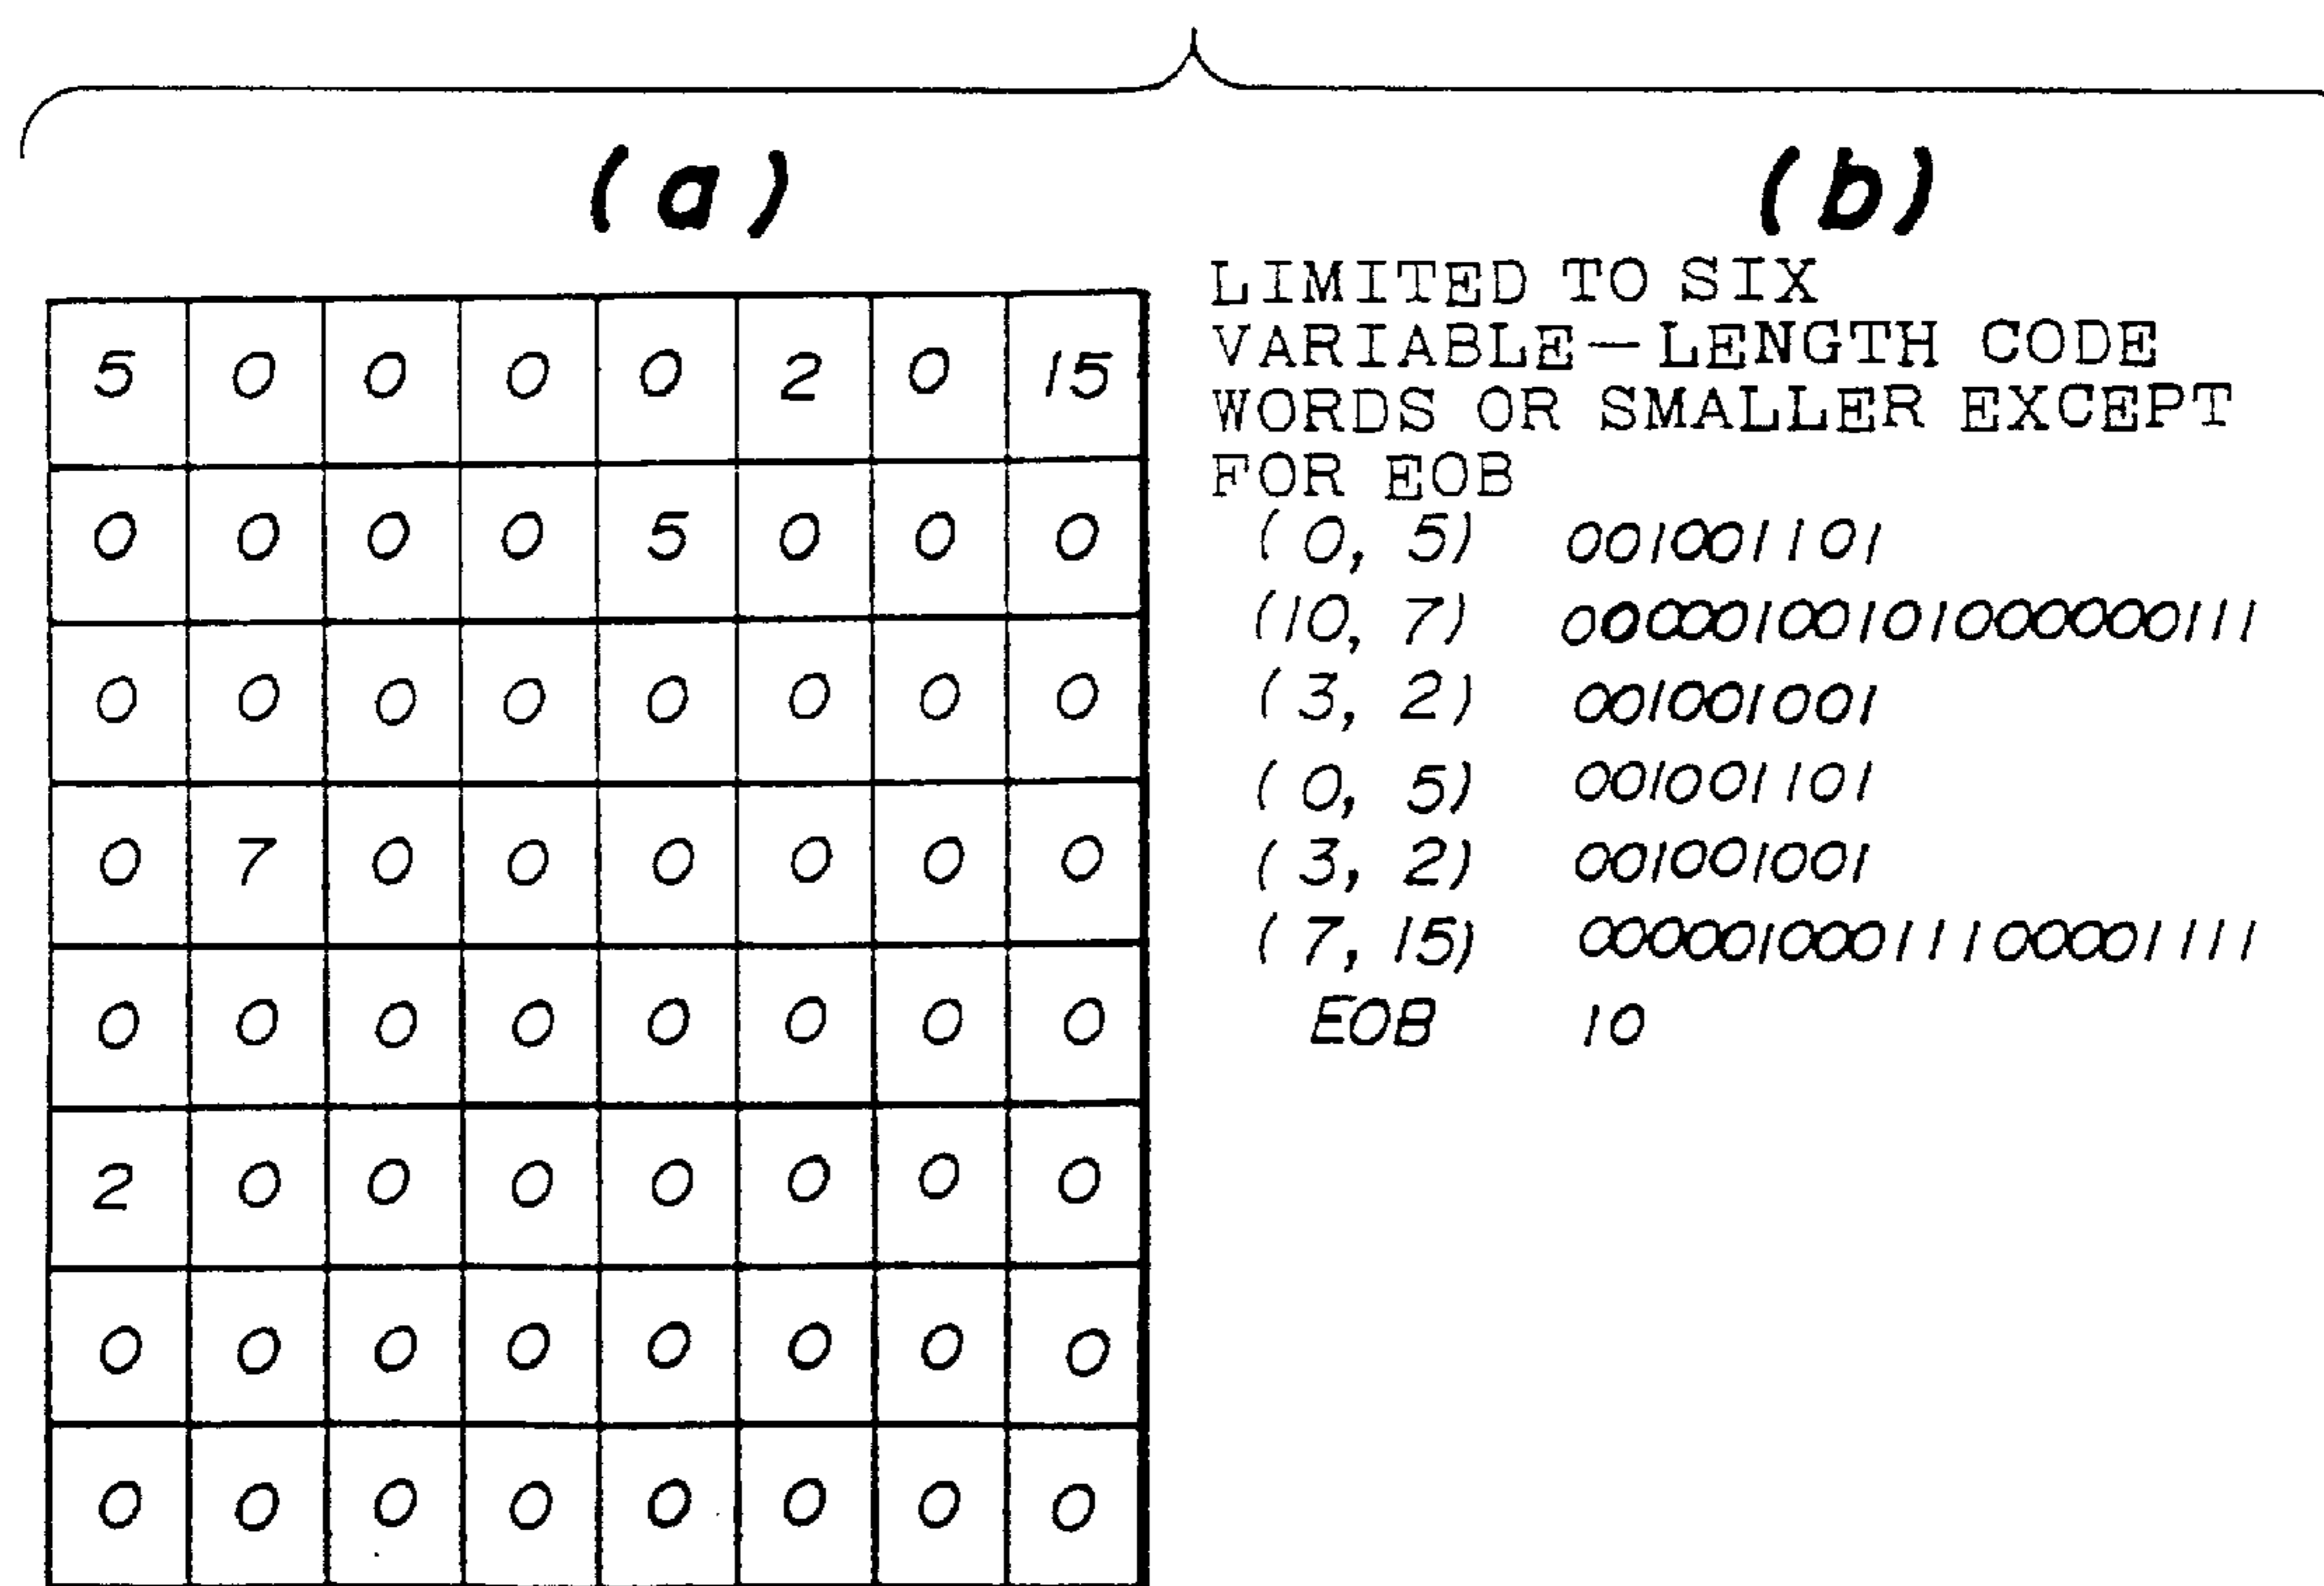 (a)
(b)
5 0 0 0 0 2 0 15
0 0 0 0 5 0 0 0
0 0 0 0 0 0 0 0
0 7 0 0 0 0 0 0
0 0 0 0 0 0 0 0
2 0 0 0 0 0 0 0
0 0 0 0 0 0 0 0
0 0 0 0 0 0 0 0
LIMITED TO SIX
VARIABLE—LENGTH CODE
WORDS OR SMALLER EXCEPT
FOR EOB
(0, 5) 001001101
(10, 7) 00000100101000000111
(3, 2) 001001001
(0, 5) 001001101
(3, 2) 001001001
(7, 15) 00000100011100001111
EOB 10